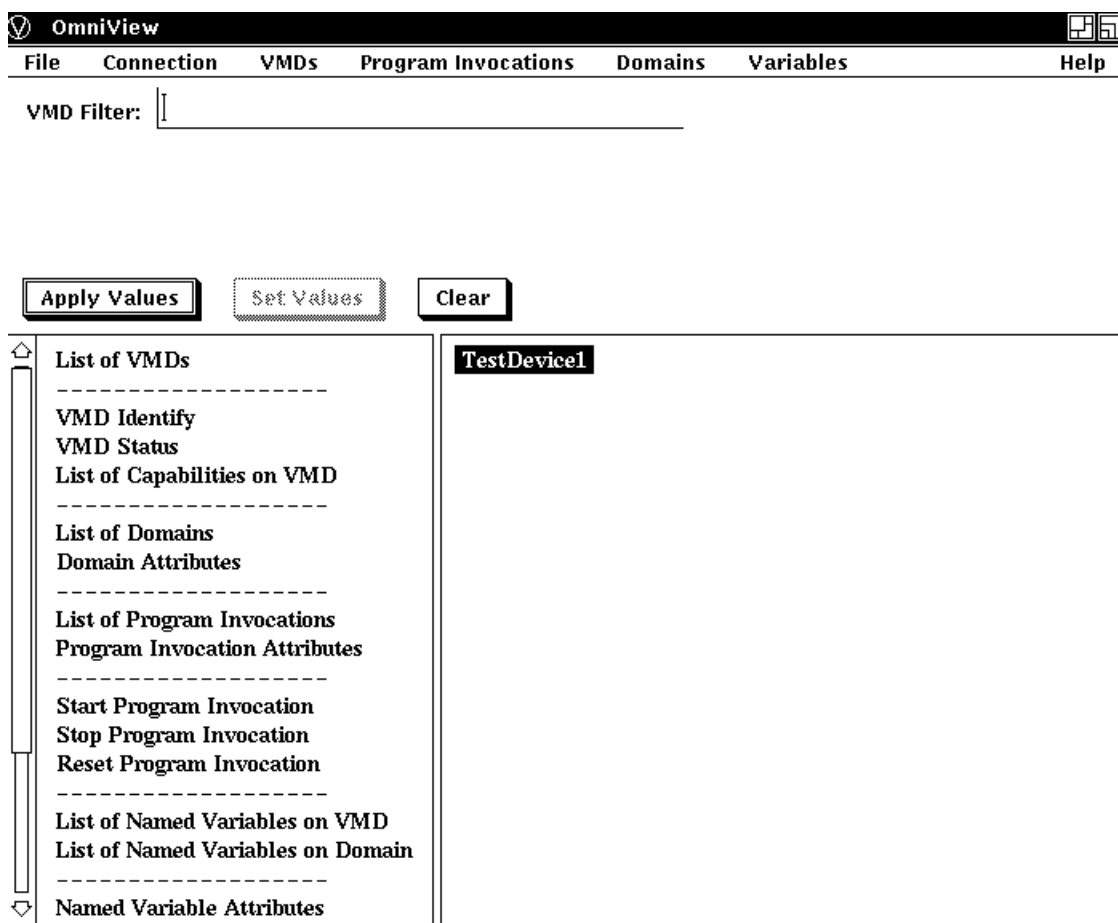 OmniView
File Connection VMDs Program Invocations Domains Variables Help
VMD Filter:
Apply Values Set Values Clear
List of VMDs
--------------------
VMD Identify
VMD Status
List of Capabilities on VMD
--------------------
List of Domains
Domain Attributes
--------------------
List of Program Invocations
Program Invocation Attributes
--------------------
Start Program Invocation
Stop Program Invocation
Reset Program Invocation
--------------------
List of Named Variables on VMD
List of Named Variables on Domain
--------------------
Named Variable Attributes
TestDevice1